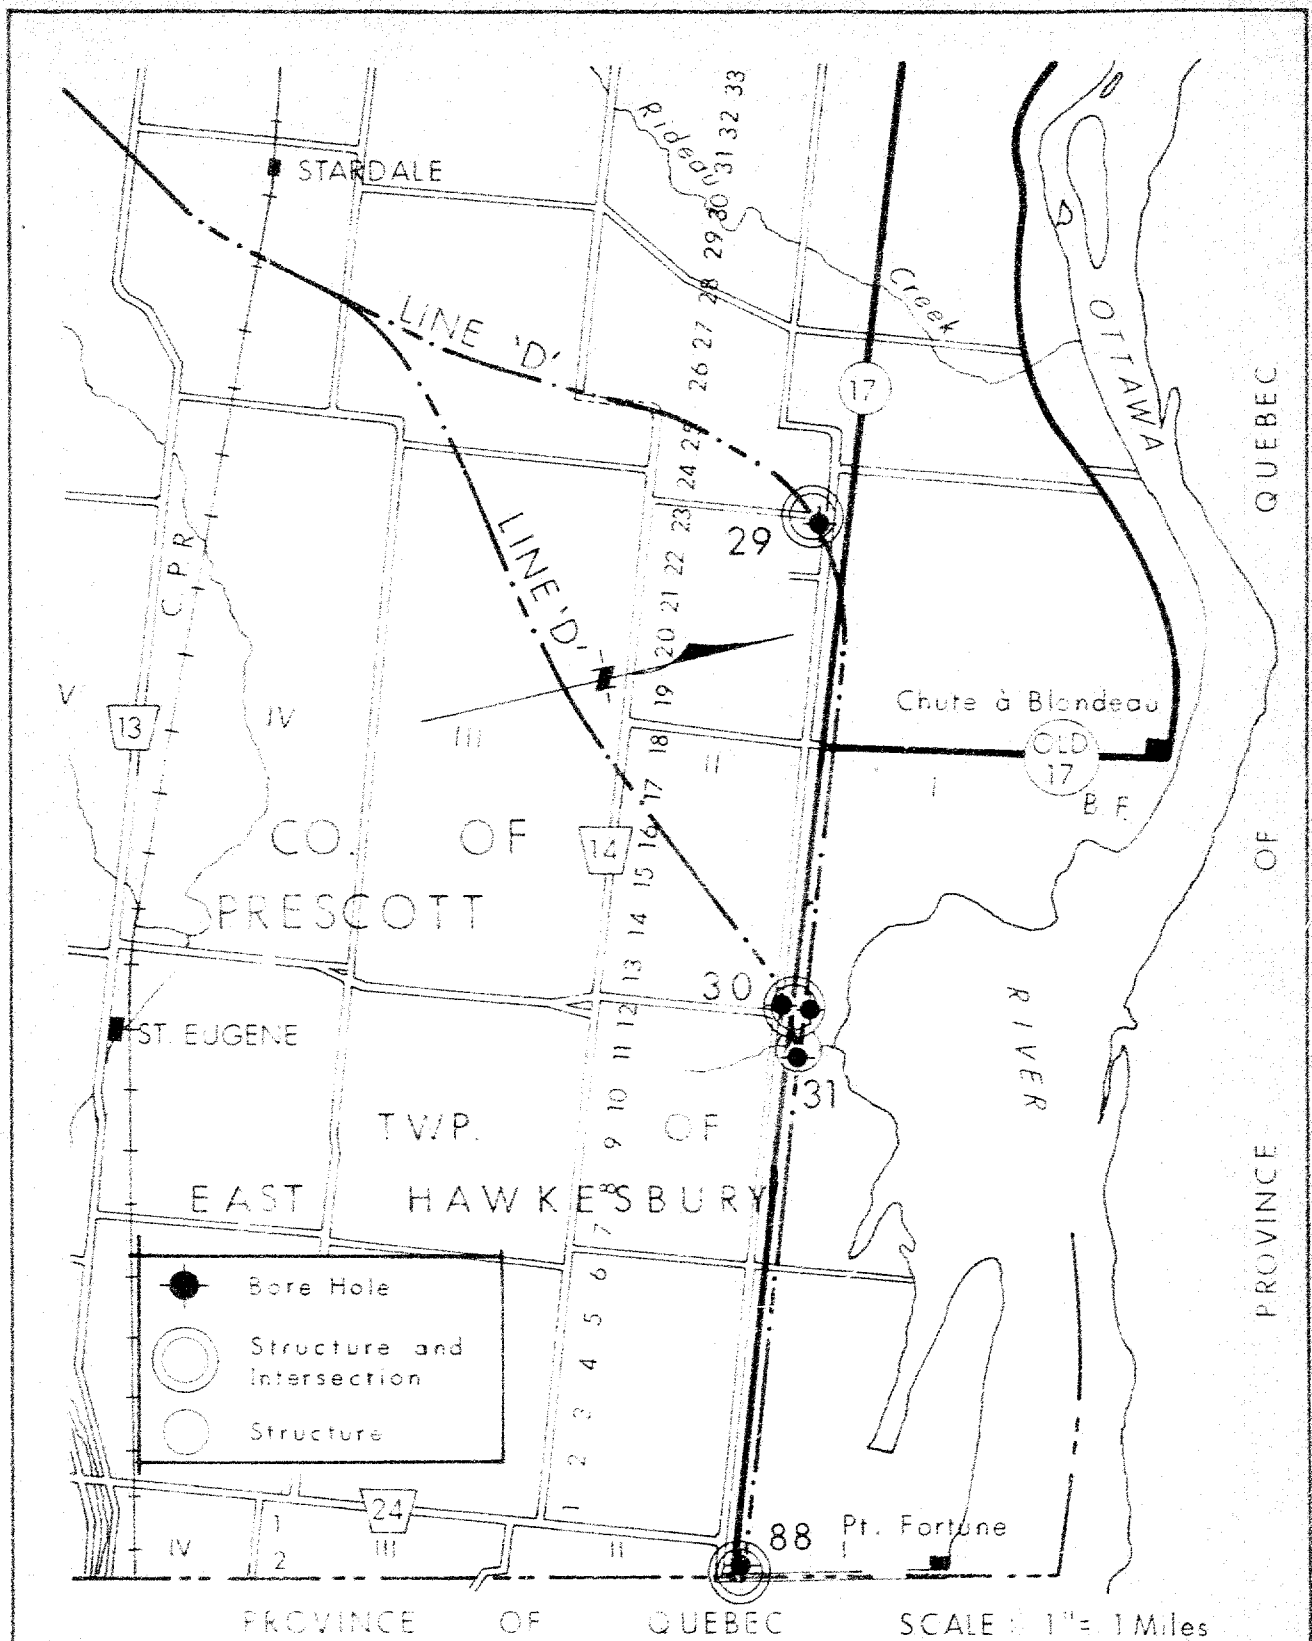 STARDALE
Rideau
Creek
33
32
31
30
29
28
27
26
25
24
23
22
21
20
19
18
17
16
15
14
13
12
11
10
9
8
7
6
5
4
3
2
1
LINE 'D'
LINE 'D'
17
OTTAWA
RIVER
PROVINCE OF QUEBEC
29
C.P.R.
V
13
IV
III
II
I
Chute à Blondeau
OLD
17
B.F.
CO. OF
PRESCOTT
14
30
31
ST. EUGENE
TWP. OF
EAST HAWKESBURY
Bore Hole
Structure and
Intersection
Structure
24
1
2
IV
III
II
I
88
Pt. Fortune
PROVINCE OF QUEBEC
SCALE : 1"= 1 Miles